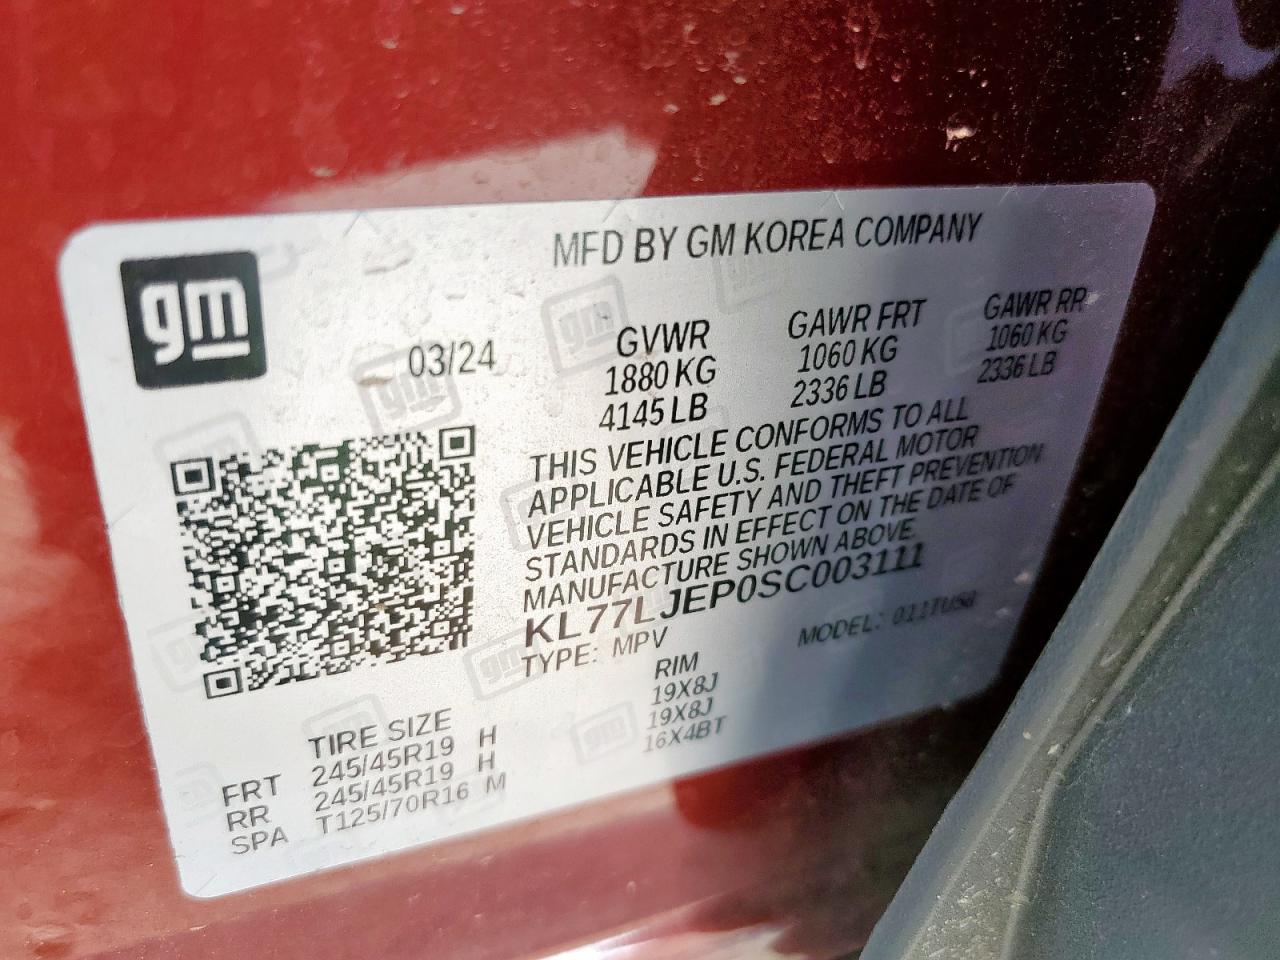 gm
MFD BY GM KOREA COMPANY
03/24
GVWR GAWR FRT GAWR RR
1880 KG 1060 KG 1060 KG
4145 LB 2336 LB 2336 LB
THIS VEHICLE CONFORMS TO ALL
APPLICABLE U.S. FEDERAL MOTOR
VEHICLE SAFETY AND THEFT PREVENTION
STANDARDS IN EFFECT ON THE DATE OF
MANUFACTURE SHOWN ABOVE.
KL77LJEP0SC003111
TYPE: MPV MODEL:
TIRE SIZE RIM
FRT 245/45R19 H 19X8J
RR 245/45R19 H 19X8J
SPA T125/70R16 M 16X4BT